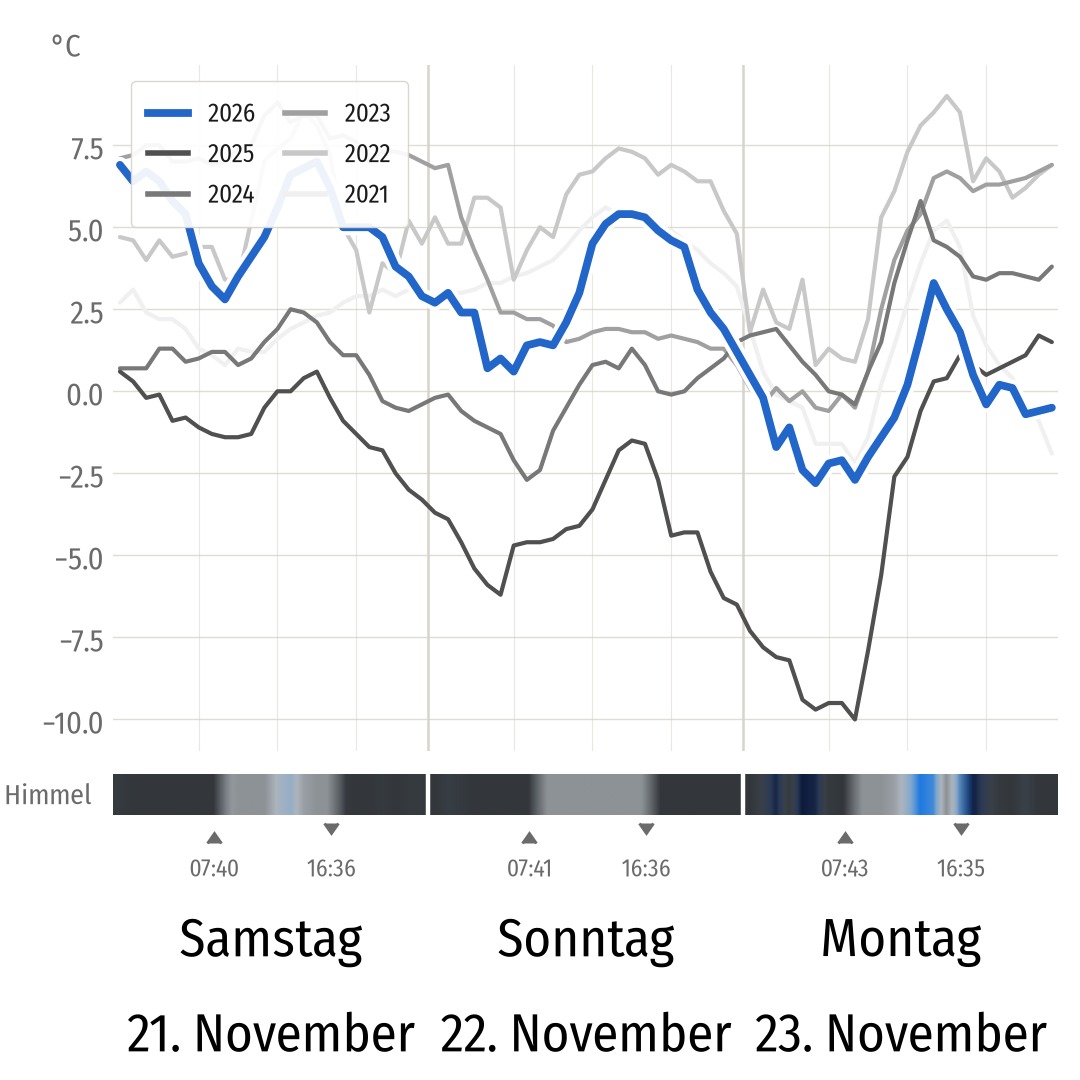 °C
2026 2023
2025 2022
2024 2021
7.5
5.0
2.5
0.0
−2.5
−5.0
−7.5
−10.0
Himmel
07:40 16:36 07:41 16:36 07:43 16:35
Samstag Sonntag Montag
21. November 22. November 23. November